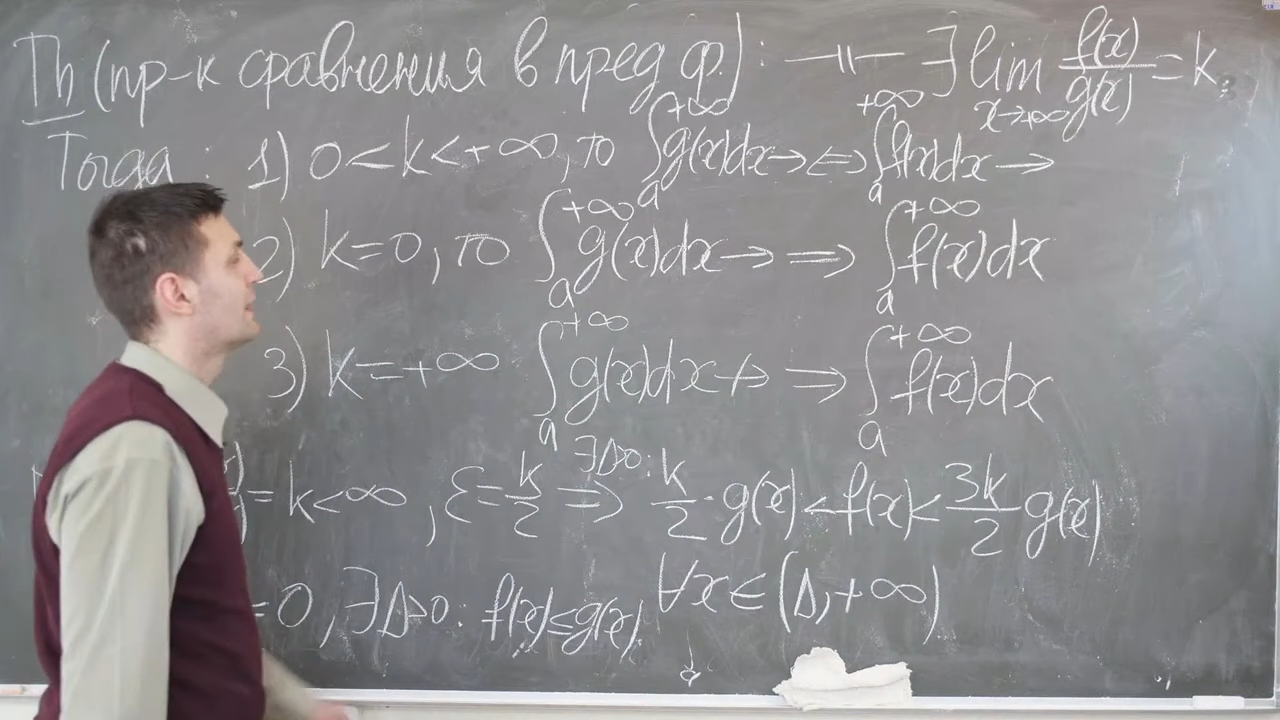 Th (пр-к сравнения в пред ф.): —||— ∃ lim_{x→+∞} f(x)/g(x) = k,
Тогда: 1) 0<k<+∞, то ∫_a^{+∞} g(x)dx → ⇔ ∫_a^{+∞} f(x)dx →
2) k=0, то ∫_a^{+∞} g(x)dx → ⇒ ∫_a^{+∞} f(x)dx
3) k=+∞ ∫_a^{+∞} g(x)dx ↛ ⇒ ∫_a^{+∞} f(x)dx
=k<∞, ε=k/2 ⇒ ∃Δ>0: k/2·g(x)<f(x)<3k/2 g(x)
=0, ∃Δ>0: f(x)≤g(x), ∀x∈(Δ,+∞)